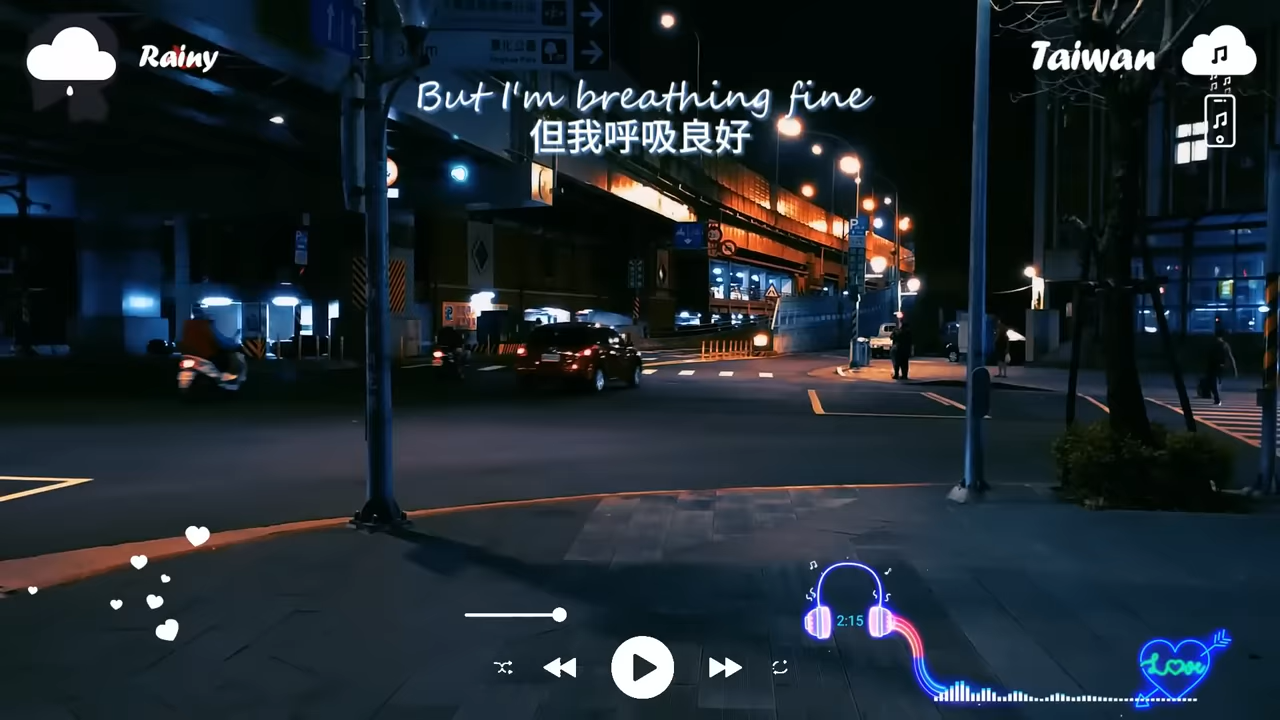 Rainy
Taiwan
But I'm breathing fine
但我呼吸良好
2:15
Love